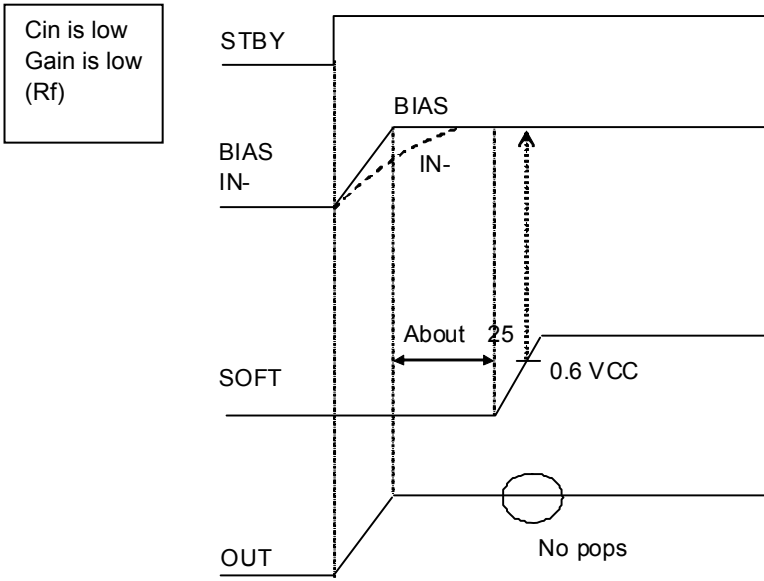 Cin is low
Gain is low
(Rf)
STBY
BIAS
BIAS
IN-
IN-
About 25
0.6 VCC
SOFT
No pops
OUT